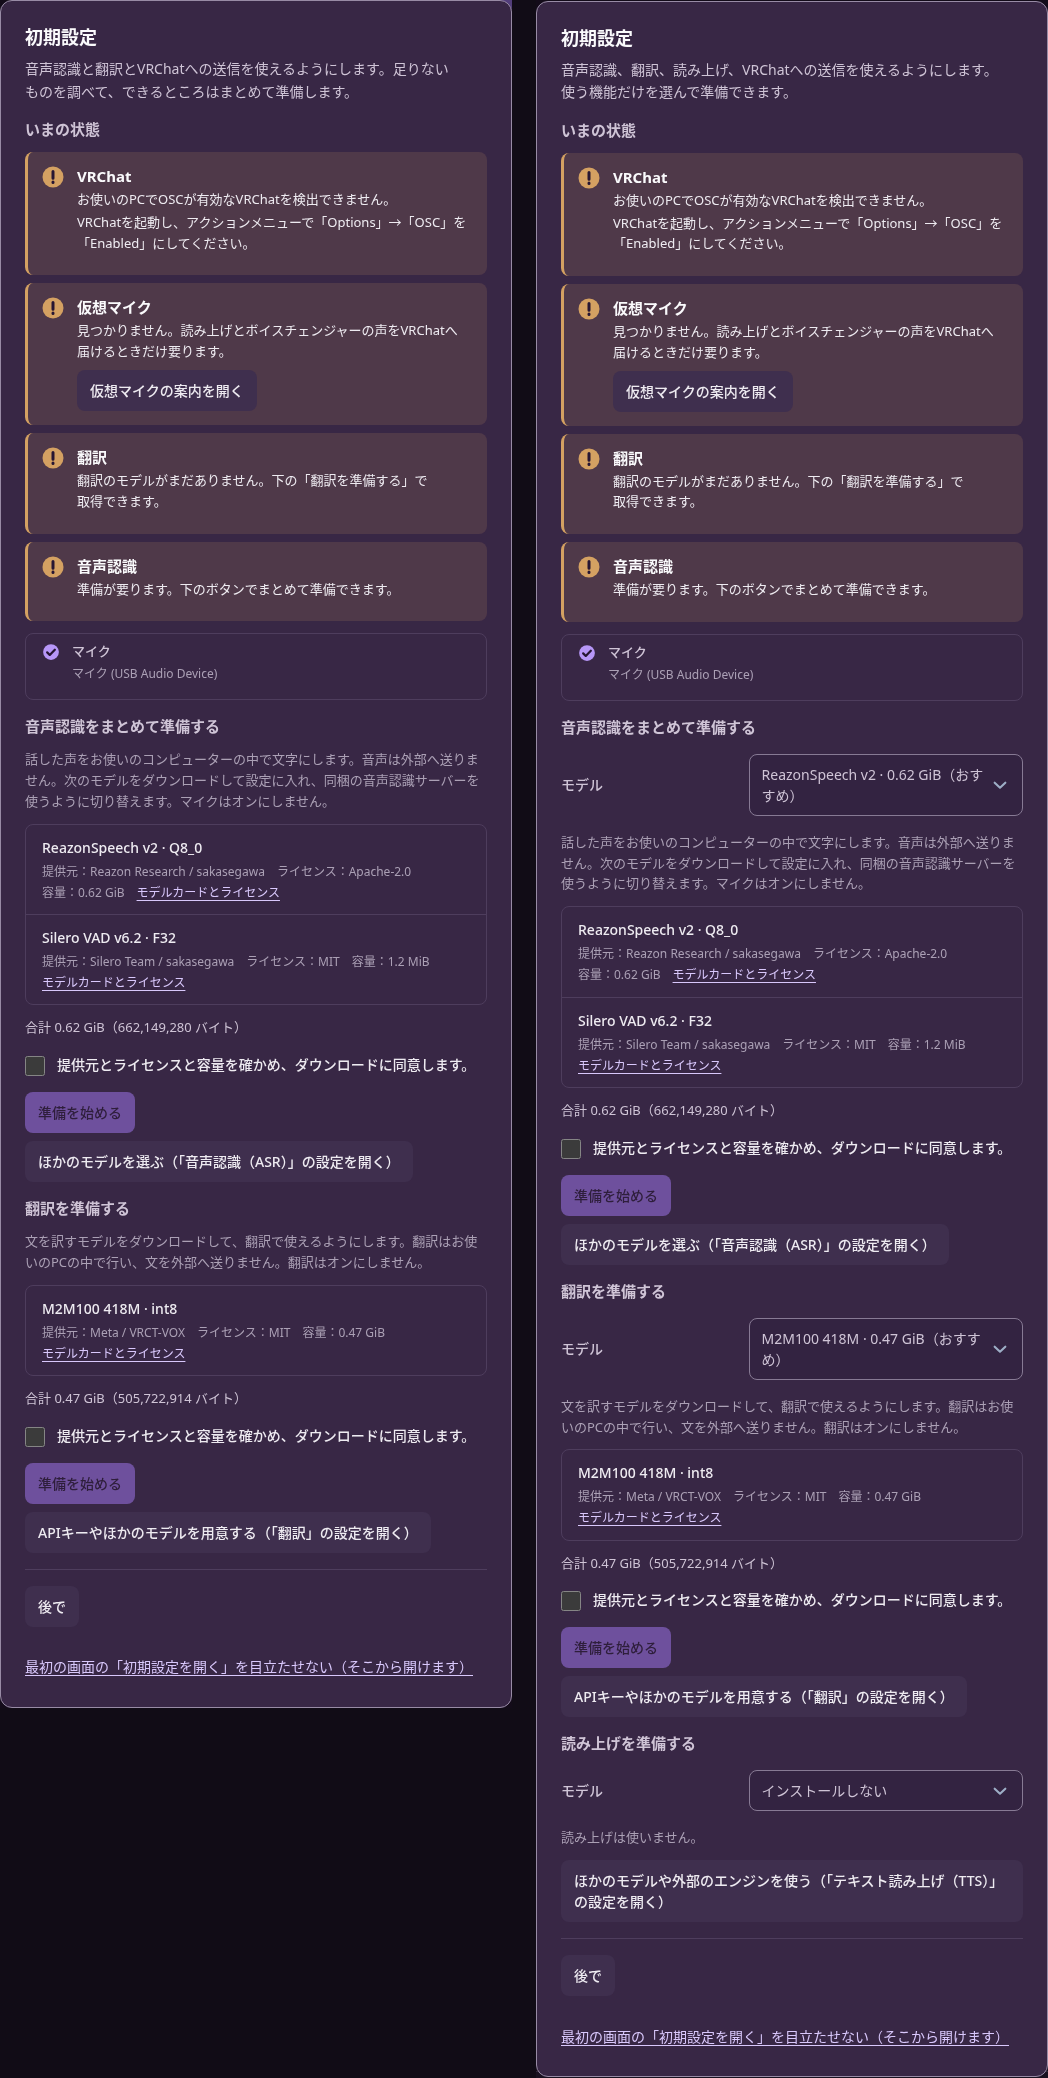 初期設定
音声認識と翻訳とVRChatへの送信を使えるようにします。足りない
ものを調べて、できるところはまとめて準備します。
いまの状態
VRChat
お使いのPCでOSCが有効なVRChatを検出できません。
VRChatを起動し、アクションメニューで「Options」→「OSC」を
「Enabled」にしてください。
仮想マイク
見つかりません。読み上げとボイスチェンジャーの声をVRChatへ
届けるときだけ要ります。
仮想マイクの案内を開く
翻訳
翻訳のモデルがまだありません。下の「翻訳を準備する」で
取得できます。
音声認識
準備が要ります。下のボタンでまとめて準備できます。
マイク
マイク (USB Audio Device)
音声認識をまとめて準備する
話した声をお使いのコンピューターの中で文字にします。音声は外部へ送りま
せん。次のモデルをダウンロードして設定に入れ、同梱の音声認識サーバーを
使うように切り替えます。マイクはオンにしません。
ReazonSpeech v2 · Q8_0
提供元：Reazon Research / sakasegawa ライセンス：Apache-2.0
容量：0.62 GiB モデルカードとライセンス
Silero VAD v6.2 · F32
提供元：Silero Team / sakasegawa ライセンス：MIT 容量：1.2 MiB
モデルカードとライセンス
合計 0.62 GiB（662,149,280 バイト）
提供元とライセンスと容量を確かめ、ダウンロードに同意します。
準備を始める
ほかのモデルを選ぶ（「音声認識（ASR）」の設定を開く）
翻訳を準備する
文を訳すモデルをダウンロードして、翻訳で使えるようにします。翻訳はお使
いのPCの中で行い、文を外部へ送りません。翻訳はオンにしません。
M2M100 418M · int8
提供元：Meta / VRCT-VOX ライセンス：MIT 容量：0.47 GiB
モデルカードとライセンス
合計 0.47 GiB（505,722,914 バイト）
提供元とライセンスと容量を確かめ、ダウンロードに同意します。
準備を始める
APIキーやほかのモデルを用意する（「翻訳」の設定を開く）
後で
最初の画面の「初期設定を開く」を目立たせない（そこから開けます）
初期設定
音声認識、翻訳、読み上げ、VRChatへの送信を使えるようにします。
使う機能だけを選んで準備できます。
いまの状態
VRChat
お使いのPCでOSCが有効なVRChatを検出できません。
VRChatを起動し、アクションメニューで「Options」→「OSC」を
「Enabled」にしてください。
仮想マイク
見つかりません。読み上げとボイスチェンジャーの声をVRChatへ
届けるときだけ要ります。
仮想マイクの案内を開く
翻訳
翻訳のモデルがまだありません。下の「翻訳を準備する」で
取得できます。
音声認識
準備が要ります。下のボタンでまとめて準備できます。
マイク
マイク (USB Audio Device)
音声認識をまとめて準備する
モデル
ReazonSpeech v2 · 0.62 GiB（おす
すめ）
話した声をお使いのコンピューターの中で文字にします。音声は外部へ送りま
せん。次のモデルをダウンロードして設定に入れ、同梱の音声認識サーバーを
使うように切り替えます。マイクはオンにしません。
ReazonSpeech v2 · Q8_0
提供元：Reazon Research / sakasegawa ライセンス：Apache-2.0
容量：0.62 GiB モデルカードとライセンス
Silero VAD v6.2 · F32
提供元：Silero Team / sakasegawa ライセンス：MIT 容量：1.2 MiB
モデルカードとライセンス
合計 0.62 GiB（662,149,280 バイト）
提供元とライセンスと容量を確かめ、ダウンロードに同意します。
準備を始める
ほかのモデルを選ぶ（「音声認識（ASR）」の設定を開く）
翻訳を準備する
モデル
M2M100 418M · 0.47 GiB（おすす
め）
文を訳すモデルをダウンロードして、翻訳で使えるようにします。翻訳はお使
いのPCの中で行い、文を外部へ送りません。翻訳はオンにしません。
M2M100 418M · int8
提供元：Meta / VRCT-VOX ライセンス：MIT 容量：0.47 GiB
モデルカードとライセンス
合計 0.47 GiB（505,722,914 バイト）
提供元とライセンスと容量を確かめ、ダウンロードに同意します。
準備を始める
APIキーやほかのモデルを用意する（「翻訳」の設定を開く）
読み上げを準備する
モデル
インストールしない
読み上げは使いません。
ほかのモデルや外部のエンジンを使う（「テキスト読み上げ（TTS）」
の設定を開く）
後で
最初の画面の「初期設定を開く」を目立たせない（そこから開けます）